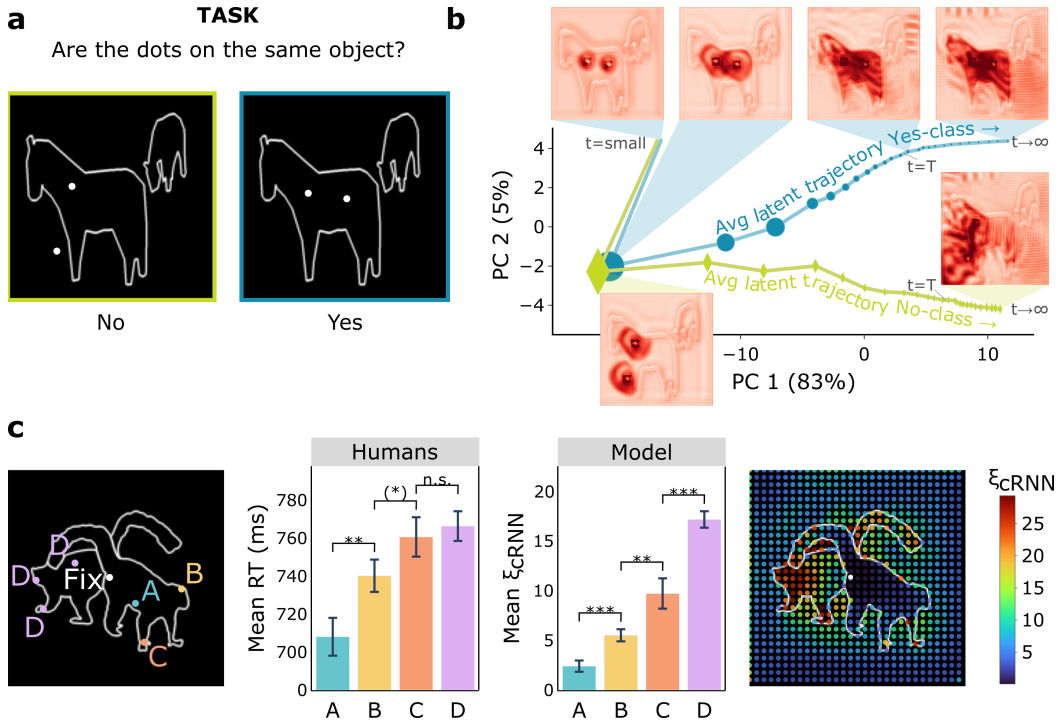 a
TASK
Are the dots on the same object?
No
Yes
b
t=small
Avg latent trajectory Yes-class →
t=T
t→∞
Avg latent trajectory No-class →
t=T
t→∞
PC 2 (5%)
4
2
0
−2
−4
−10
0
10
PC 1 (83%)
c
D
D
D
Fix
A
B
C
Humans
Mean RT (ms)
780
760
740
720
700
0
**
(*)
n.s.
A B C D
Model
Mean ξcRNN
20
15
10
5
0
***
**
***
A B C D
ξcRNN
25
20
15
10
5